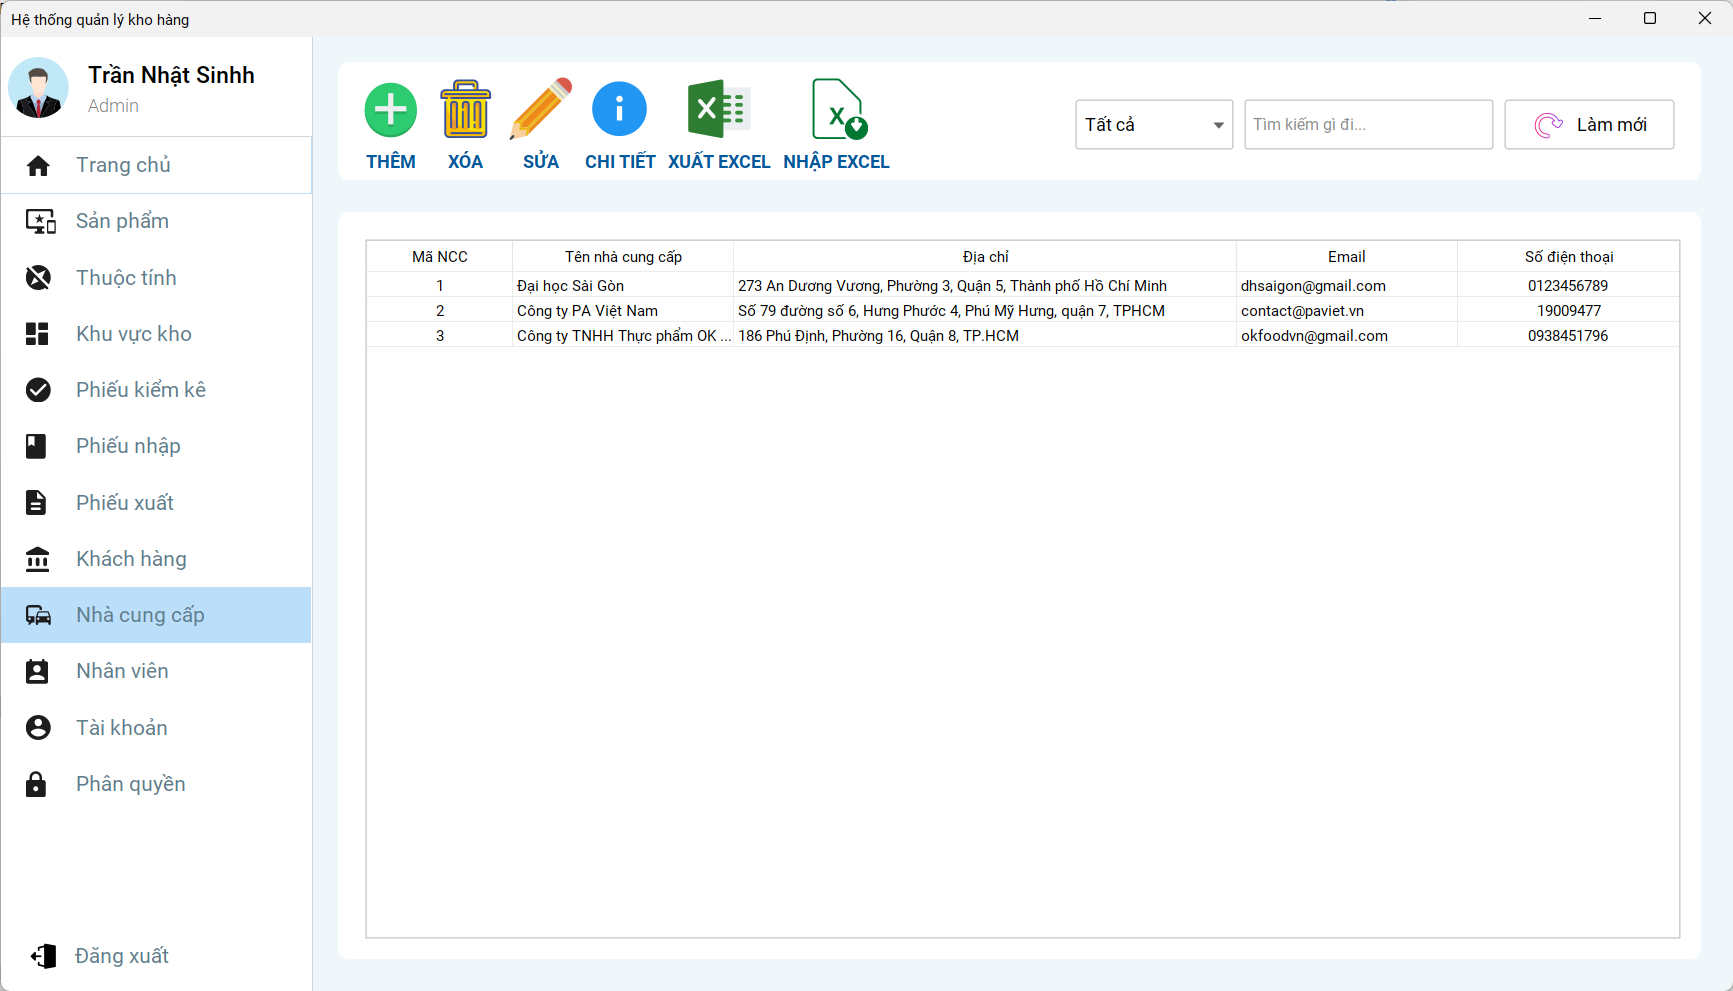 Hệ thống quản lý kho hàng
Trần Nhật Sinhh
Admin
Trang chủ
Sản phẩm
Thuộc tính
Khu vực kho
Phiếu kiểm kê
Phiếu nhập
Phiếu xuất
Khách hàng
Nhà cung cấp
Nhân viên
Tài khoản
Phân quyền
Đăng xuất
THÊM XÓA SỬA CHI TIẾT XUẤT EXCEL NHẬP EXCEL
Tất cả Tìm kiếm gì đi... Làm mới
Mã NCC Tên nhà cung cấp Địa chỉ Email Số điện thoại
1 Đại học Sài Gòn 273 An Dương Vương, Phường 3, Quận 5, Thành phố Hồ Chí Minh dhsaigon@gmail.com 0123456789
2 Công ty PA Việt Nam Số 79 đường số 6, Hưng Phước 4, Phú Mỹ Hưng, quận 7, TPHCM contact@paviet.vn 19009477
3 Công ty TNHH Thực phẩm OK ... 186 Phú Định, Phường 16, Quận 8, TP.HCM okfoodvn@gmail.com 0938451796